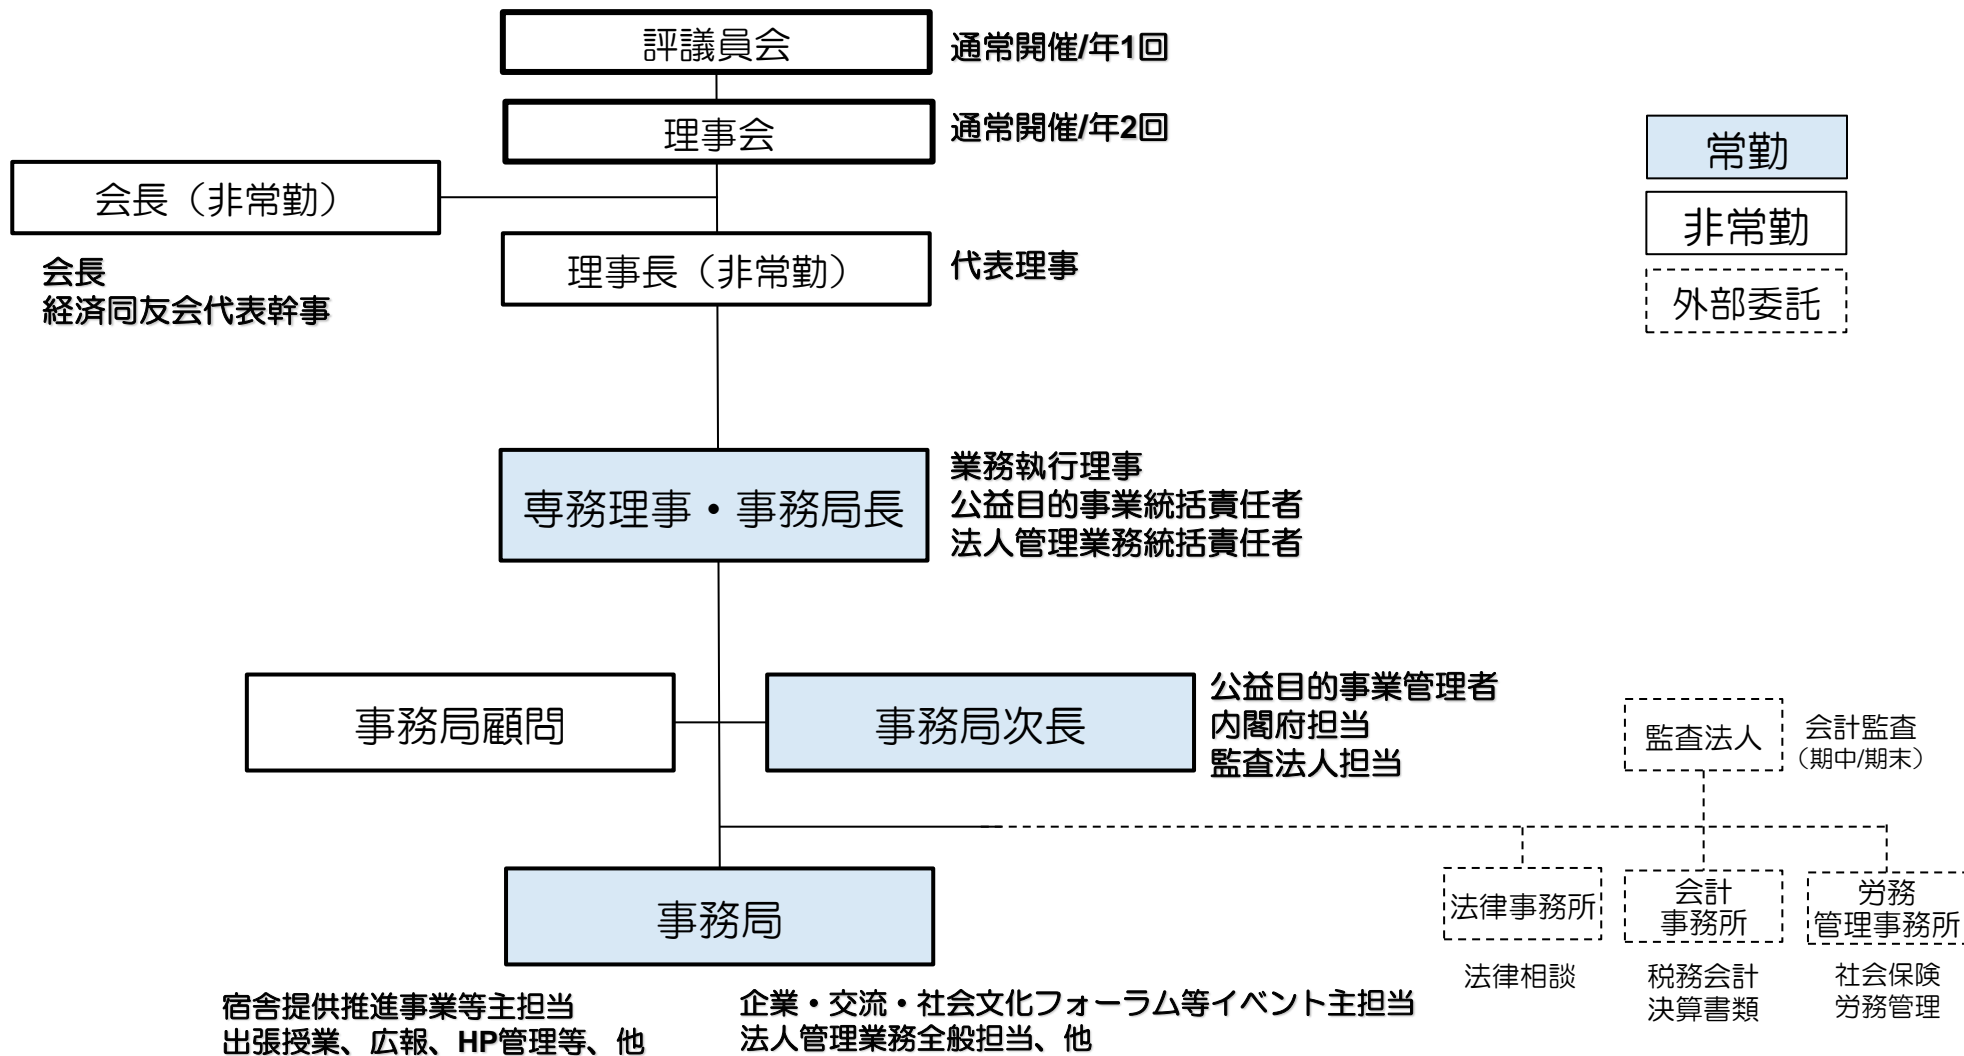 評議員会
通常開催/年1回
理事会
通常開催/年2回
常勤
会長（非常勤）
非常勤
理事長（非常勤）
代表理事
会長
経済同友会代表幹事
外部委託
専務理事・事務局長
業務執行理事
公益目的事業統括責任者
法人管理業務統括責任者
事務局顧問
事務局次長
公益目的事業管理者
内閣府担当
監査法人担当
監査法人
会計監査
（期中/期末）
事務局
法律事務所
会計
事務所
労務
管理事務所
法律相談
税務会計
決算書類
社会保険
労務管理
宿舎提供推進事業等主担当
出張授業、広報、HP管理等、他
企業・交流・社会文化フォーラム等イベント主担当
法人管理業務全般担当、他